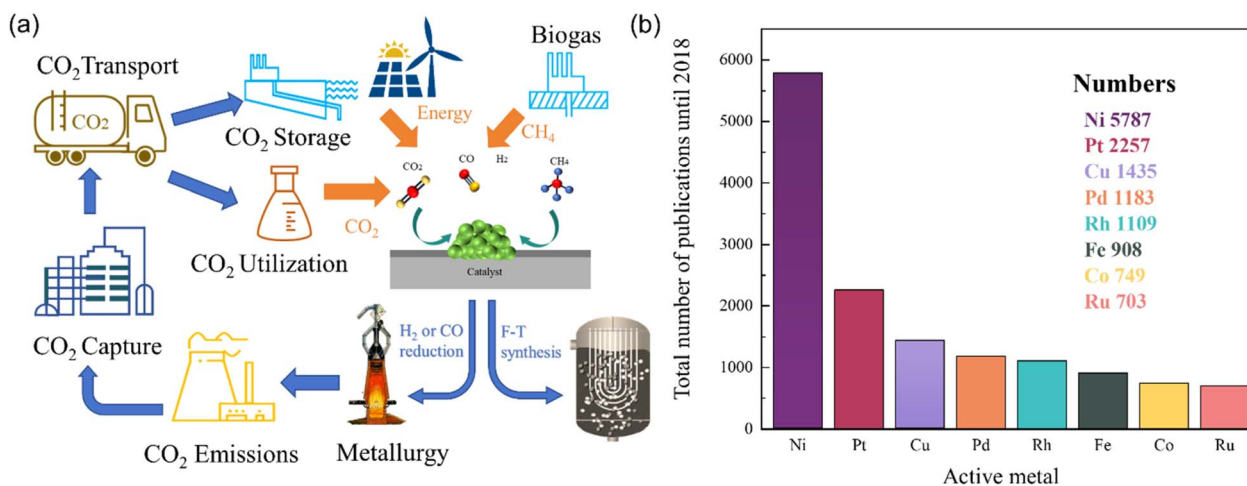 (a)
CO₂Transport
CO₂
CO₂ Storage
Energy
Biogas
CH₄
CO₂
CO
H₂
CH₄
CO₂
CO₂ Utilization
Catalyst
CO₂ Capture
H₂ or CO
reduction
F-T
synthesis
CO₂ Emissions
Metallurgy
(b)
Total number of publications until 2018
6000
5000
4000
3000
2000
1000
0
Numbers
Ni 5787
Pt 2257
Cu 1435
Pd 1183
Rh 1109
Fe 908
Co 749
Ru 703
Ni Pt Cu Pd Rh Fe Co Ru
Active metal